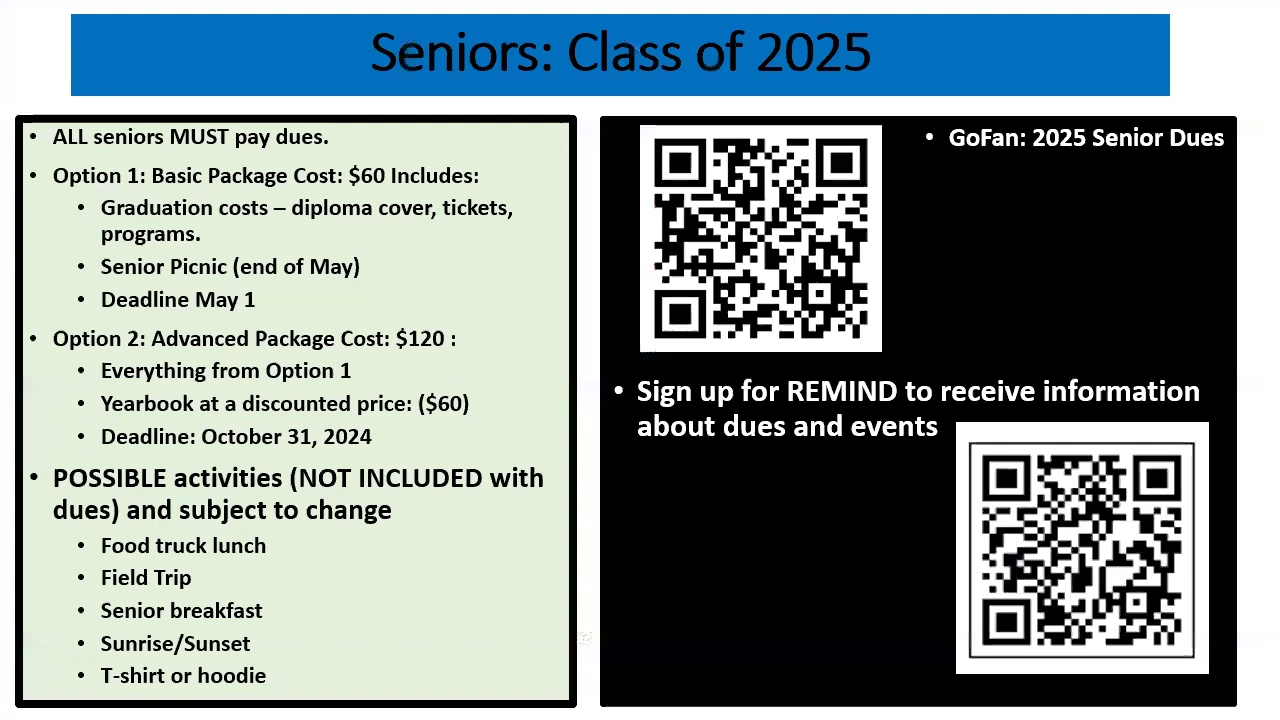 Seniors: Class of 2025
• ALL seniors MUST pay dues.
• Option 1: Basic Package Cost: $60 Includes:
• Graduation costs – diploma cover, tickets,
programs.
• Senior Picnic (end of May)
• Deadline May 1
• Option 2: Advanced Package Cost: $120 :
• Everything from Option 1
• Yearbook at a discounted price: ($60)
• Deadline: October 31, 2024
• POSSIBLE activities (NOT INCLUDED with
dues) and subject to change
• Food truck lunch
• Field Trip
• Senior breakfast
• Sunrise/Sunset
• T-shirt or hoodie
• GoFan: 2025 Senior Dues
• Sign up for REMIND to receive information
about dues and events